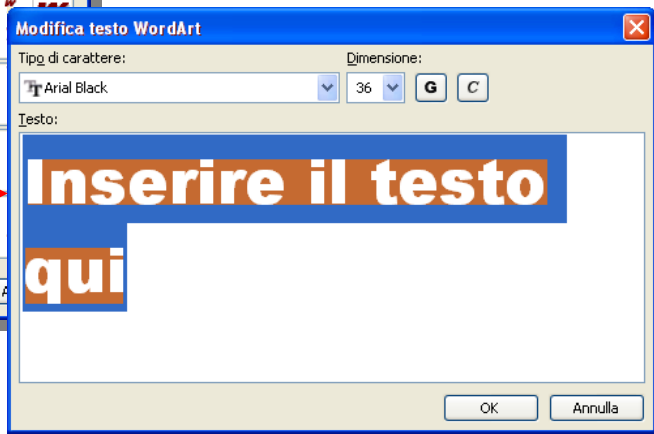 Modifica testo WordArt
Tipo di carattere:
Dimensione:
Arial Black
36
G
C
Testo:
Inserire il testo
qui
OK
Annulla